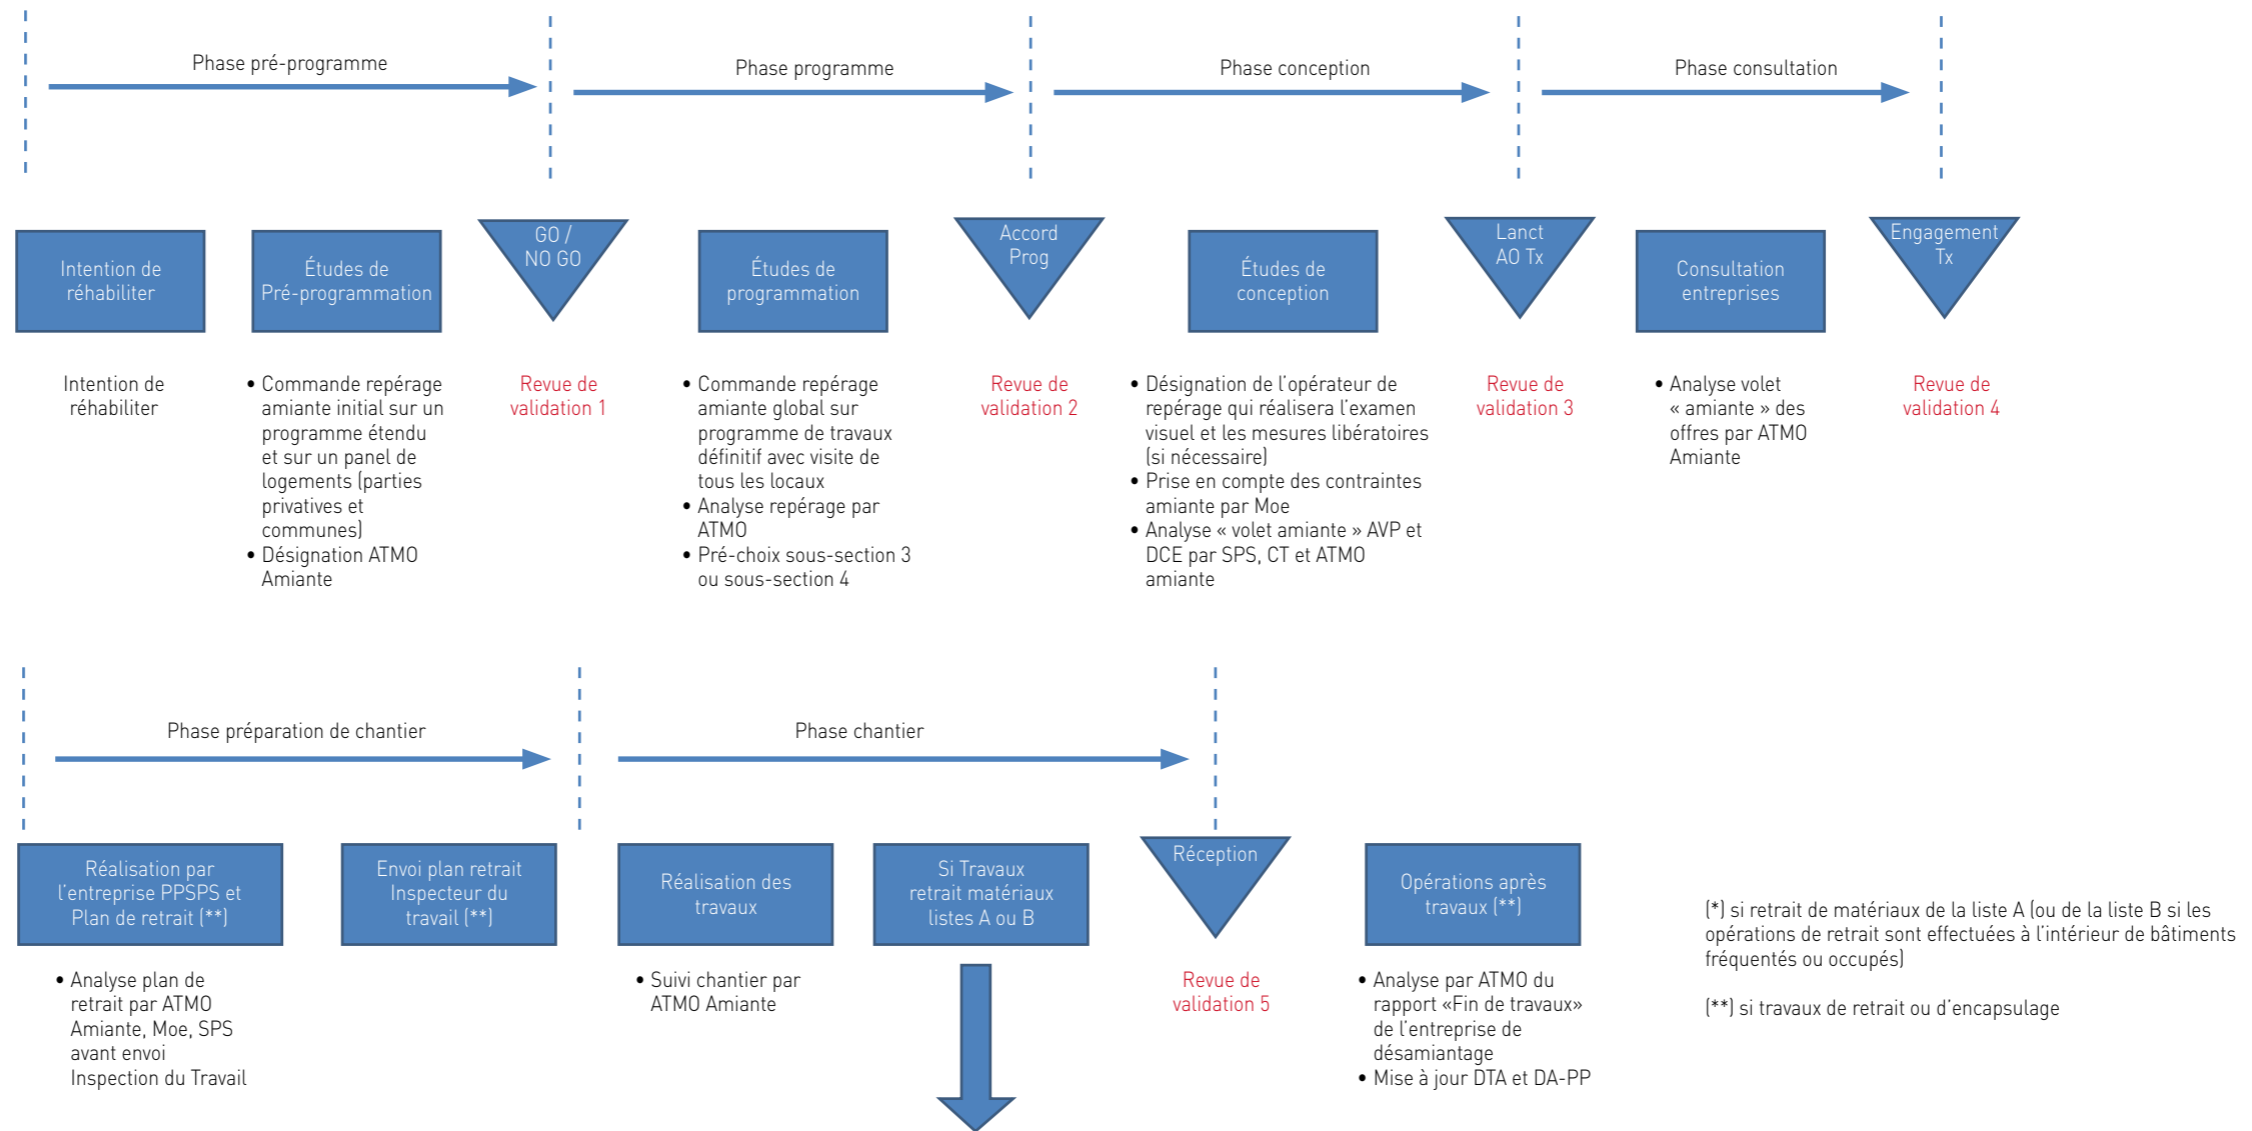 Phase pré-programme
Phase programme
Phase conception
Phase consultation
Intention de
réhabiliter
Études de
Pré-programmation
GO /
NO GO
Études de
programmation
Accord
Prog
Études de
conception
Lanct
AO Tx
Consultation
entreprises
Engagement
Tx
Intention de
réhabiliter
• Commande repérage
amiante initial sur un
programme étendu
et sur un panel de
logements (parties
privatives et
communes)
• Désignation ATMO
Amiante
Revue de
validation 1
• Commande repérage
amiante global sur
programme de travaux
définitif avec visite de
tous les locaux
• Analyse repérage par
ATMO
• Pré-choix sous-section 3
ou sous-section 4
Revue de
validation 2
• Désignation de l'opérateur de
repérage qui réalisera l'examen
visuel et les mesures libératoires
(si nécessaire)
• Prise en compte des contraintes
amiante par Moe
• Analyse « volet amiante » AVP et
DCE par SPS, CT et ATMO
amiante
Revue de
validation 3
• Analyse volet
« amiante » des
offres par ATMO
Amiante
Revue de
validation 4
Phase préparation de chantier
Phase chantier
Réalisation par
l'entreprise PPSPS et
Plan de retrait (**)
Envoi plan retrait
Inspecteur du
travail (**)
Réalisation des
travaux
Si Travaux
retrait matériaux
listes A ou B
Réception
Opérations après
travaux (**)
• Analyse plan de
retrait par ATMO
Amiante, Moe, SPS
avant envoi
Inspection du Travail
• Suivi chantier par
ATMO Amiante
Revue de
validation 5
• Analyse par ATMO du
rapport «Fin de travaux»
de l'entreprise de
désamiantage
• Mise à jour DTA et DA-PP
(*) si retrait de matériaux de la liste A (ou de la liste B si les
opérations de retrait sont effectuées à l'intérieur de bâtiments
fréquentés ou occupés)
(**) si travaux de retrait ou d'encapsulage